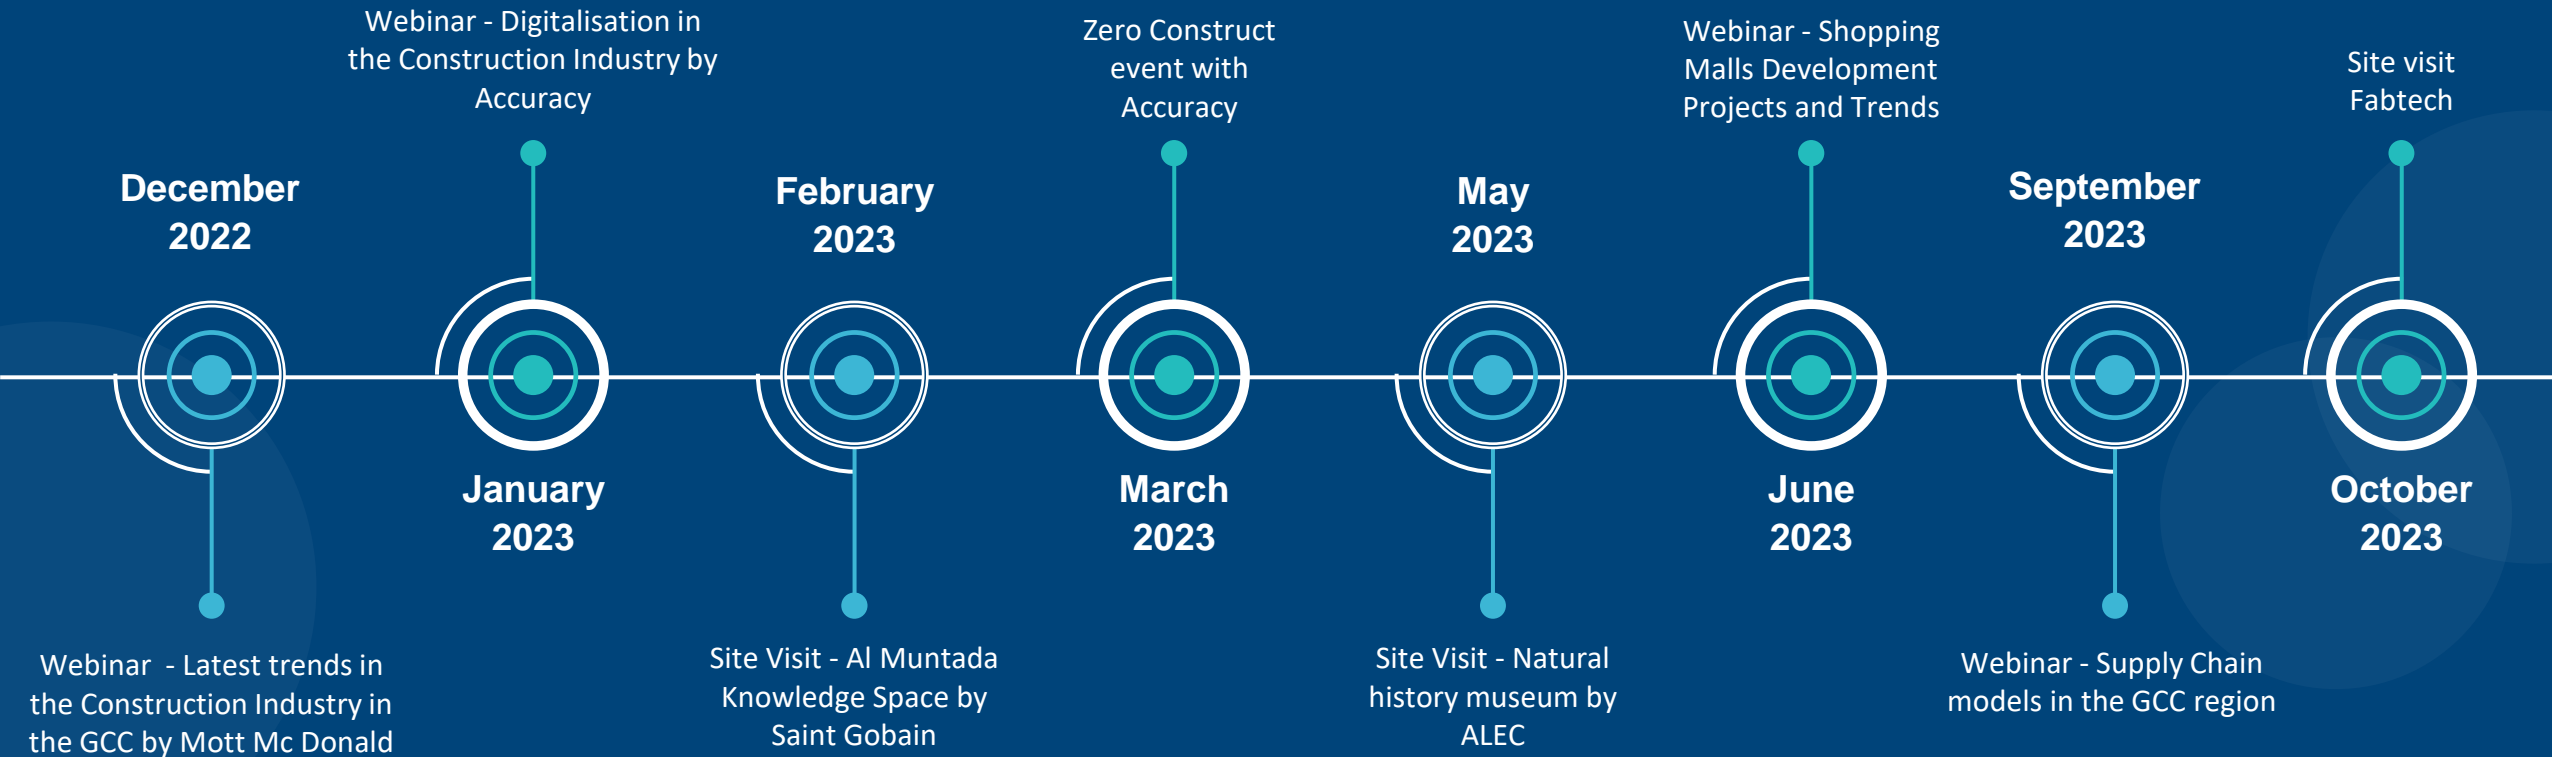 December
2022
Webinar  - Latest trends in
the Construction Industry in
the GCC by Mott Mc Donald
Webinar - Digitalisation in
the Construction Industry by
Accuracy
January
2023
February
2023
Site Visit - Al Muntada
Knowledge Space by
Saint Gobain
Zero Construct
event with
Accuracy
March
2023
May
2023
Site Visit - Natural
history museum by
ALEC
Webinar - Shopping
Malls Development
Projects and Trends
June
2023
September
2023
Webinar - Supply Chain
models in the GCC region
Site visit
Fabtech
October
2023